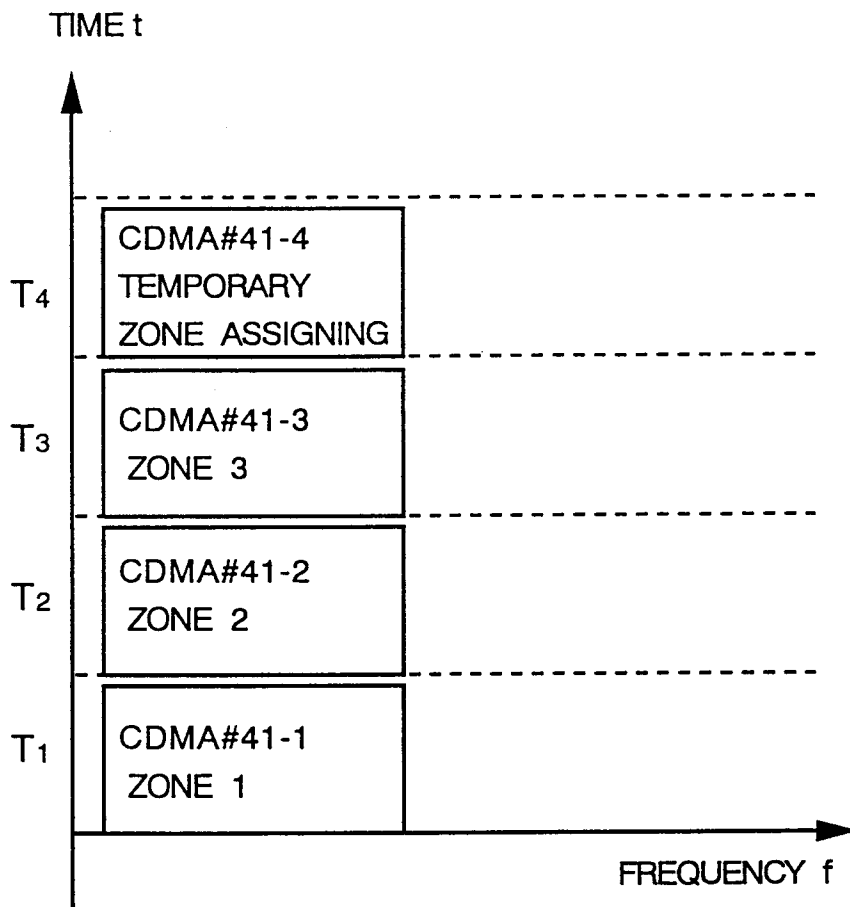 TIME t
T4
CDMA#41-4
TEMPORARY
ZONE ASSIGNING
T3
CDMA#41-3
ZONE 3
T2
CDMA#41-2
ZONE 2
T1
CDMA#41-1
ZONE 1
FREQUENCY f